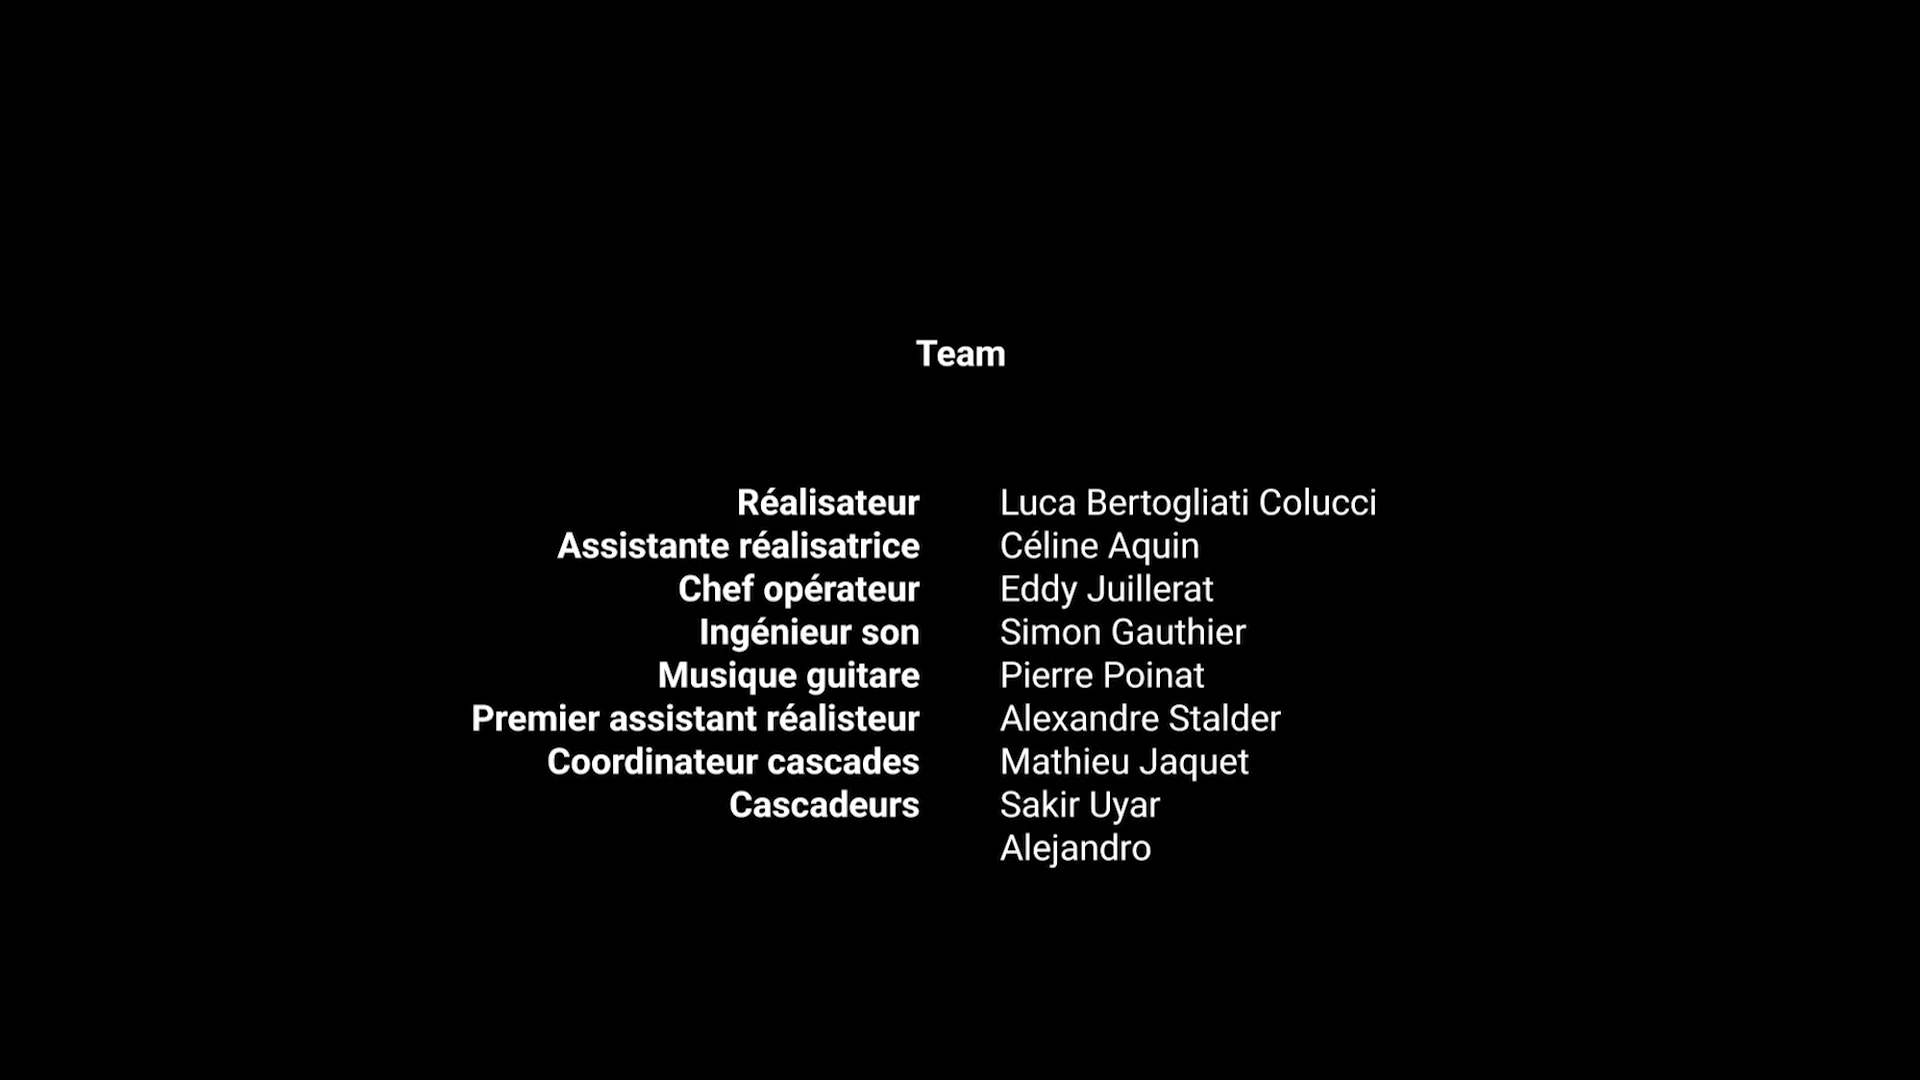 Team
Réalisateur Luca Bertogliati Colucci
Assistante réalisatrice Céline Aquin
Chef opérateur Eddy Juillerat
Ingénieur son Simon Gauthier
Musique guitare Pierre Poinat
Premier assistant réalisteur Alexandre Stalder
Coordinateur cascades Mathieu Jaquet
Cascadeurs Sakir Uyar
Alejandro